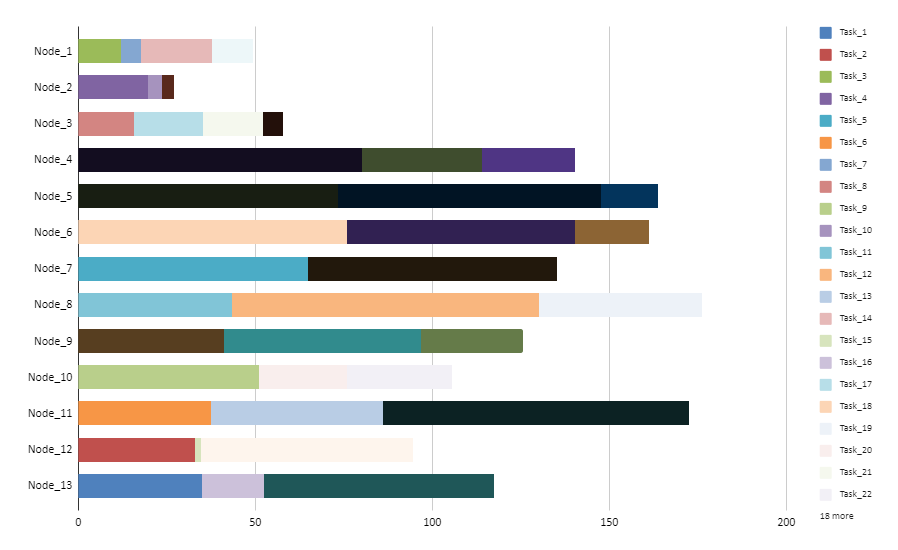 Node_1
Node_2
Node_3
Node_4
Node_5
Node_6
Node_7
Node_8
Node_9
Node_10
Node_11
Node_12
Node_13
0 50 100 150 200
Task_1
Task_2
Task_3
Task_4
Task_5
Task_6
Task_7
Task_8
Task_9
Task_10
Task_11
Task_12
Task_13
Task_14
Task_15
Task_16
Task_17
Task_18
Task_19
Task_20
Task_21
Task_22
18 more